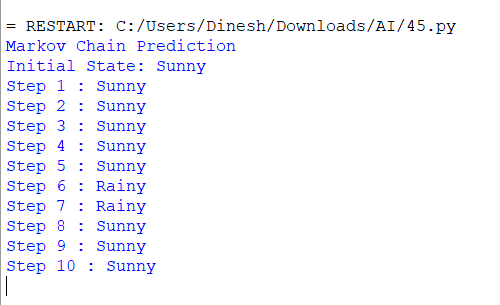 = RESTART: C:/Users/Dinesh/Downloads/AI/45.py
Markov Chain Prediction
Initial State: Sunny
Step 1 : Sunny
Step 2 : Sunny
Step 3 : Sunny
Step 4 : Sunny
Step 5 : Sunny
Step 6 : Rainy
Step 7 : Rainy
Step 8 : Sunny
Step 9 : Sunny
Step 10 : Sunny